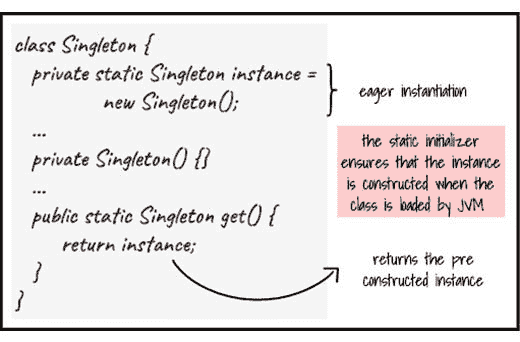 class Singleton {
private static Singleton instance =
new Singleton();
...
private Singleton() {}
...
public static Singleton get() {
return instance;
}
}
eager instantiation
the static initializer
ensures that the instance
is constructed when the
class is loaded by JVM
returns the pre
constructed instance